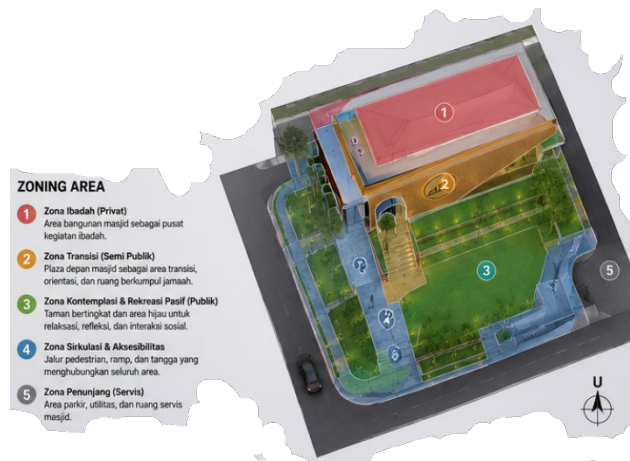 ZONING AREA
1 Zona Ibadah (Privat)
Area bangunan masjid sebagai pusat
kegiatan ibadah.
2 Zona Transisi (Semi Publik)
Plaza depan masjid sebagai area transisi,
orientasi, dan ruang berkumpul jamaah.
3 Zona Kontemplasi & Rekreasi Pasif (Publik)
Taman bertingkat dan area hijau untuk
relaksasi, refleksi, dan interaksi sosial.
4 Zona Sirkulasi & Aksesibilitas
Jalur pedestrian, ramp, dan tangga yang
menghubungkan seluruh area.
5 Zona Penunjang (Servis)
Area parkir, utilitas, dan ruang servis
masjid.
1
2
3
5
U